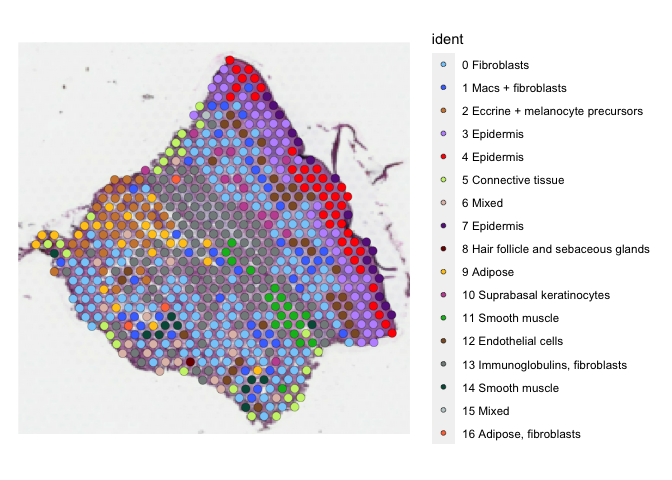 ident
0 Fibroblasts
1 Macs + fibroblasts
2 Eccrine + melanocyte precursors
3 Epidermis
4 Epidermis
5 Connective tissue
6 Mixed
7 Epidermis
8 Hair follicle and sebaceous glands
9 Adipose
10 Suprabasal keratinocytes
11 Smooth muscle
12 Endothelial cells
13 Immunoglobulins, fibroblasts
14 Smooth muscle
15 Mixed
16 Adipose, fibroblasts